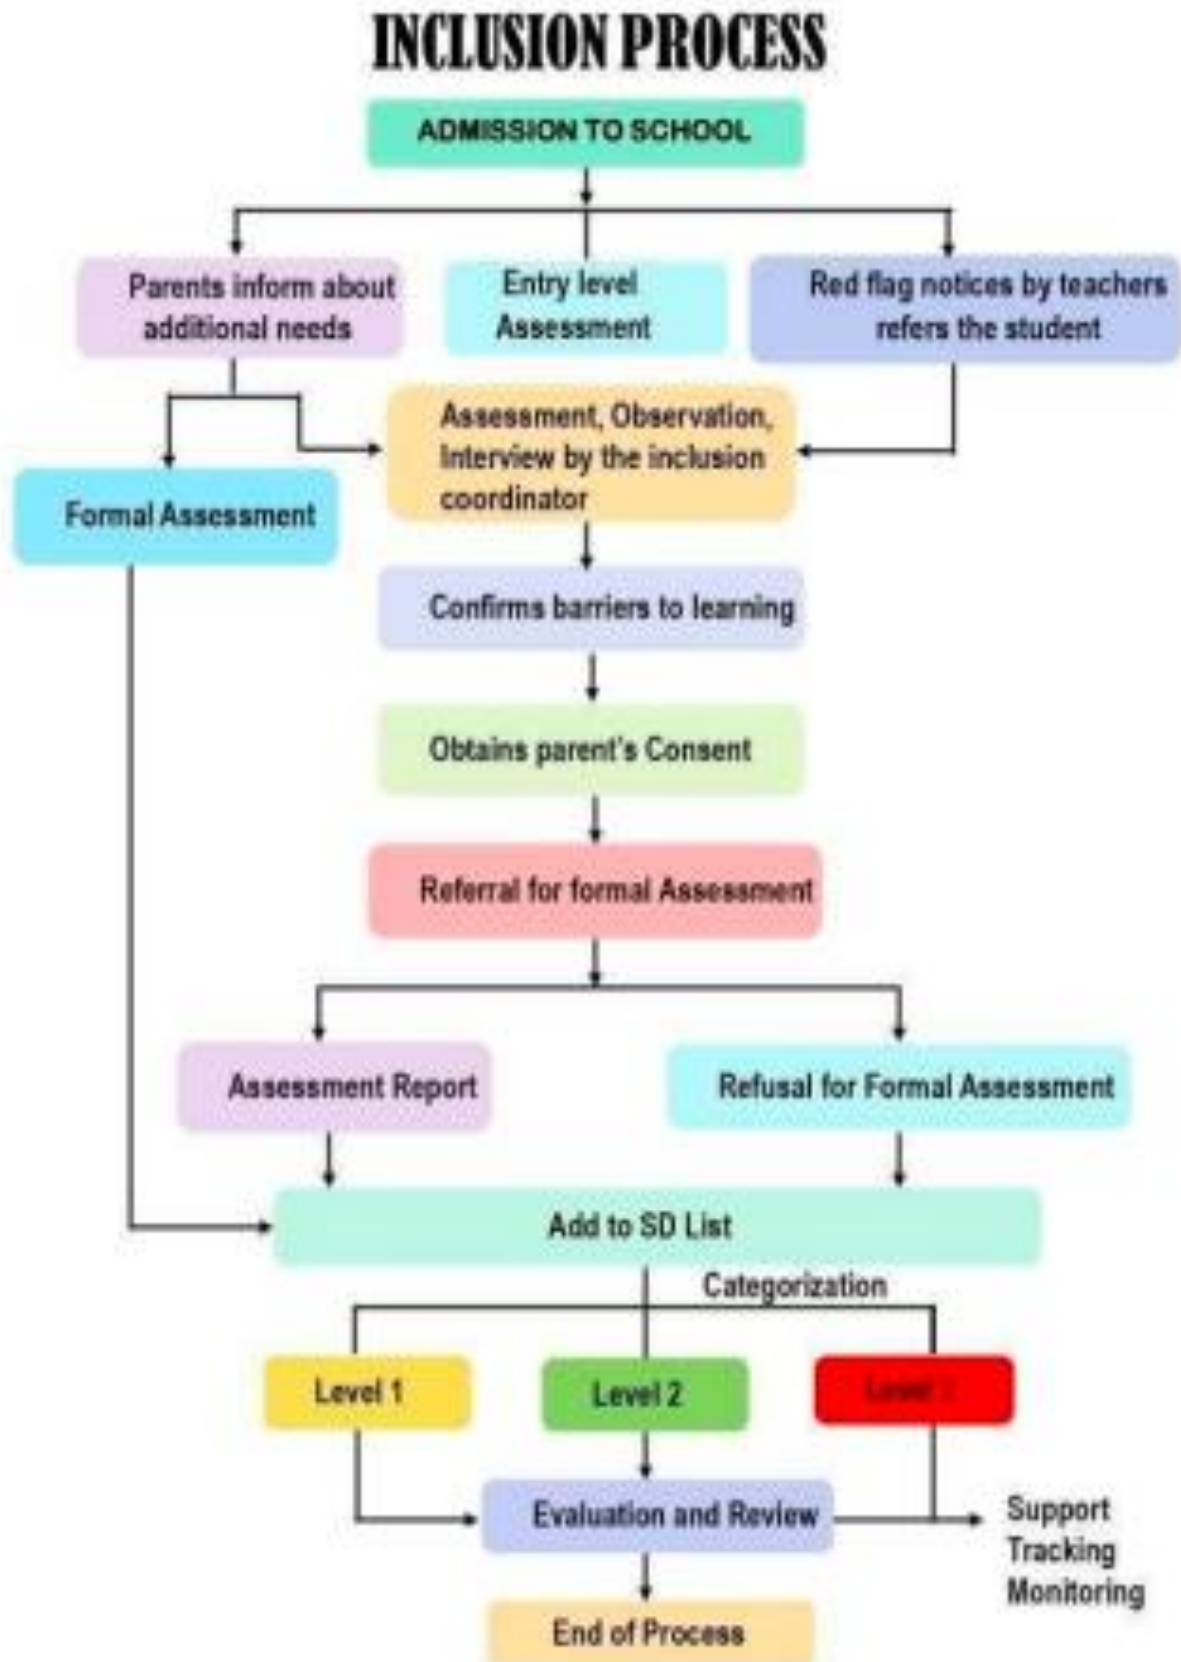 INCLUSION PROCESS
ADMISSION TO SCHOOL
Parents inform about
additional needs
Entry level
Assessment
Red flag notices by teachers
refers the student
Assessment, Observation,
Interview by the inclusion
coordinator
Formal Assessment
Confirms barriers to learning
Obtains parent's Consent
Referral for formal Assessment
Assessment Report
Refusal for Formal Assessment
Add to SD List
Categorization
Level 1
Level 2
Level
Evaluation and Review
Support
Tracking
Monitoring
End of Process